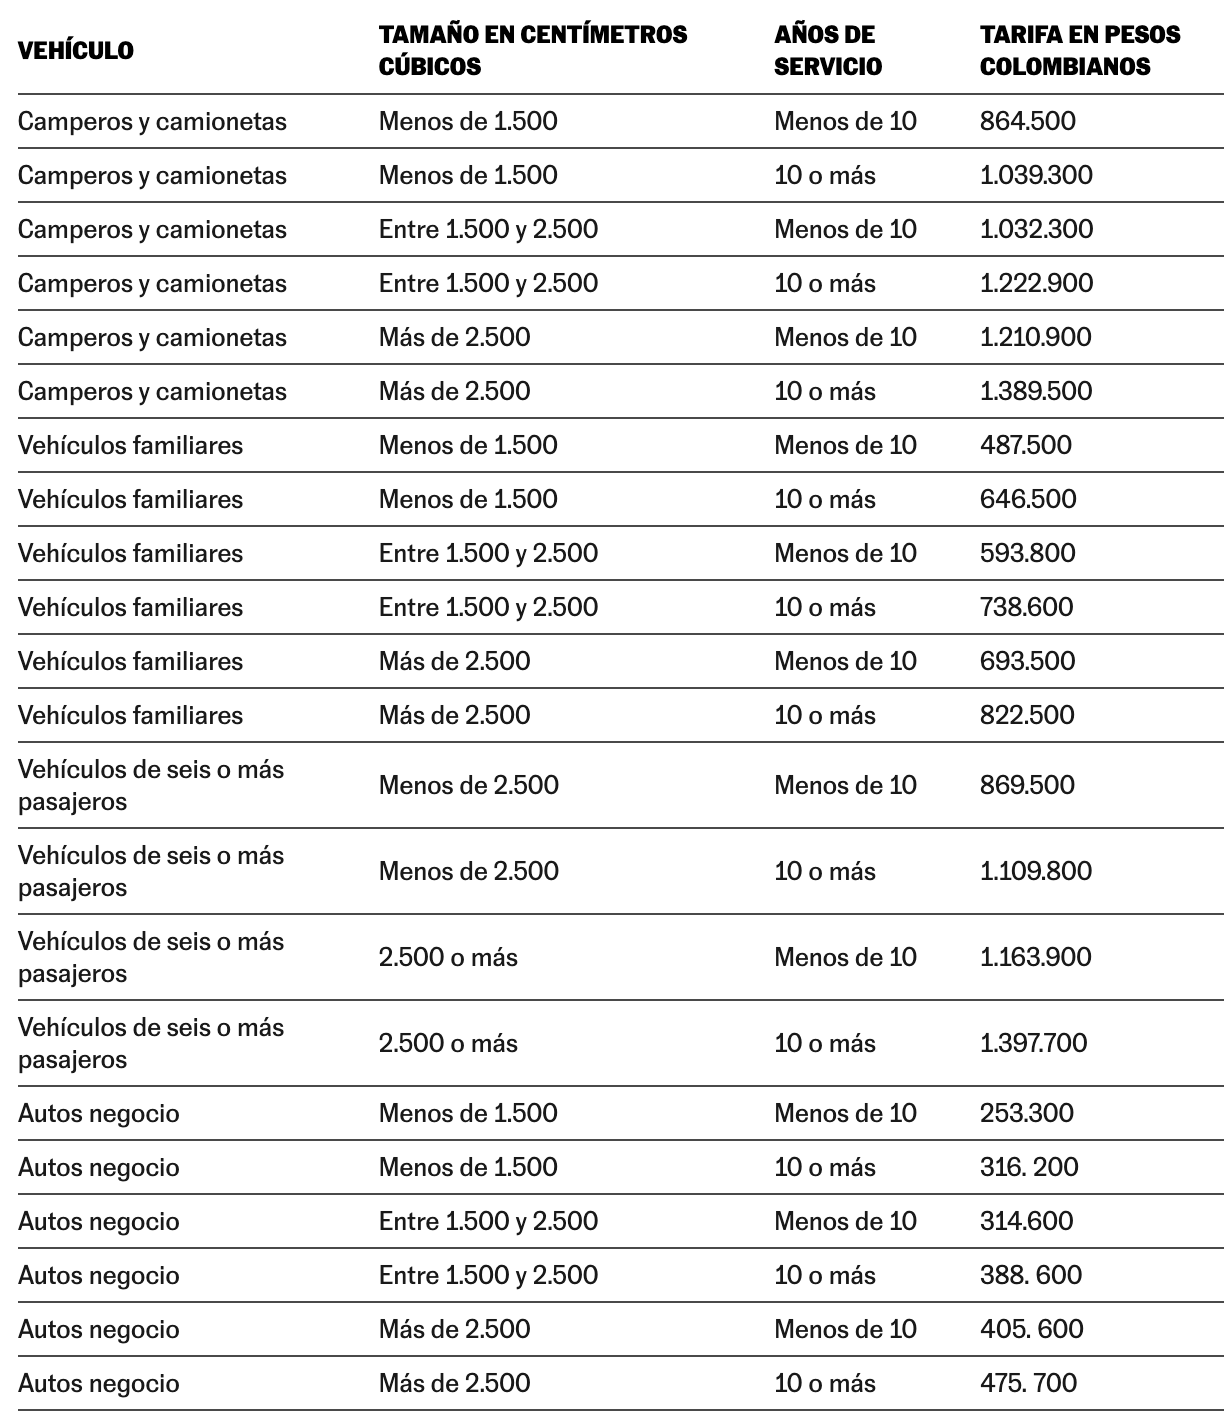 VEHÍCULO TAMAÑO EN CENTÍMETROS CÚBICOS AÑOS DE SERVICIO TARIFA EN PESOS COLOMBIANOS
Camperos y camionetas Menos de 1.500 Menos de 10 864.500
Camperos y camionetas Menos de 1.500 10 o más 1.039.300
Camperos y camionetas Entre 1.500 y 2.500 Menos de 10 1.032.300
Camperos y camionetas Entre 1.500 y 2.500 10 o más 1.222.900
Camperos y camionetas Más de 2.500 Menos de 10 1.210.900
Camperos y camionetas Más de 2.500 10 o más 1.389.500
Vehículos familiares Menos de 1.500 Menos de 10 487.500
Vehículos familiares Menos de 1.500 10 o más 646.500
Vehículos familiares Entre 1.500 y 2.500 Menos de 10 593.800
Vehículos familiares Entre 1.500 y 2.500 10 o más 738.600
Vehículos familiares Más de 2.500 Menos de 10 693.500
Vehículos familiares Más de 2.500 10 o más 822.500
Vehículos de seis o más pasajeros Menos de 2.500 Menos de 10 869.500
Vehículos de seis o más pasajeros Menos de 2.500 10 o más 1.109.800
Vehículos de seis o más pasajeros 2.500 o más Menos de 10 1.163.900
Vehículos de seis o más pasajeros 2.500 o más 10 o más 1.397.700
Autos negocio Menos de 1.500 Menos de 10 253.300
Autos negocio Menos de 1.500 10 o más 316. 200
Autos negocio Entre 1.500 y 2.500 Menos de 10 314.600
Autos negocio Entre 1.500 y 2.500 10 o más 388. 600
Autos negocio Más de 2.500 Menos de 10 405. 600
Autos negocio Más de 2.500 10 o más 475. 700